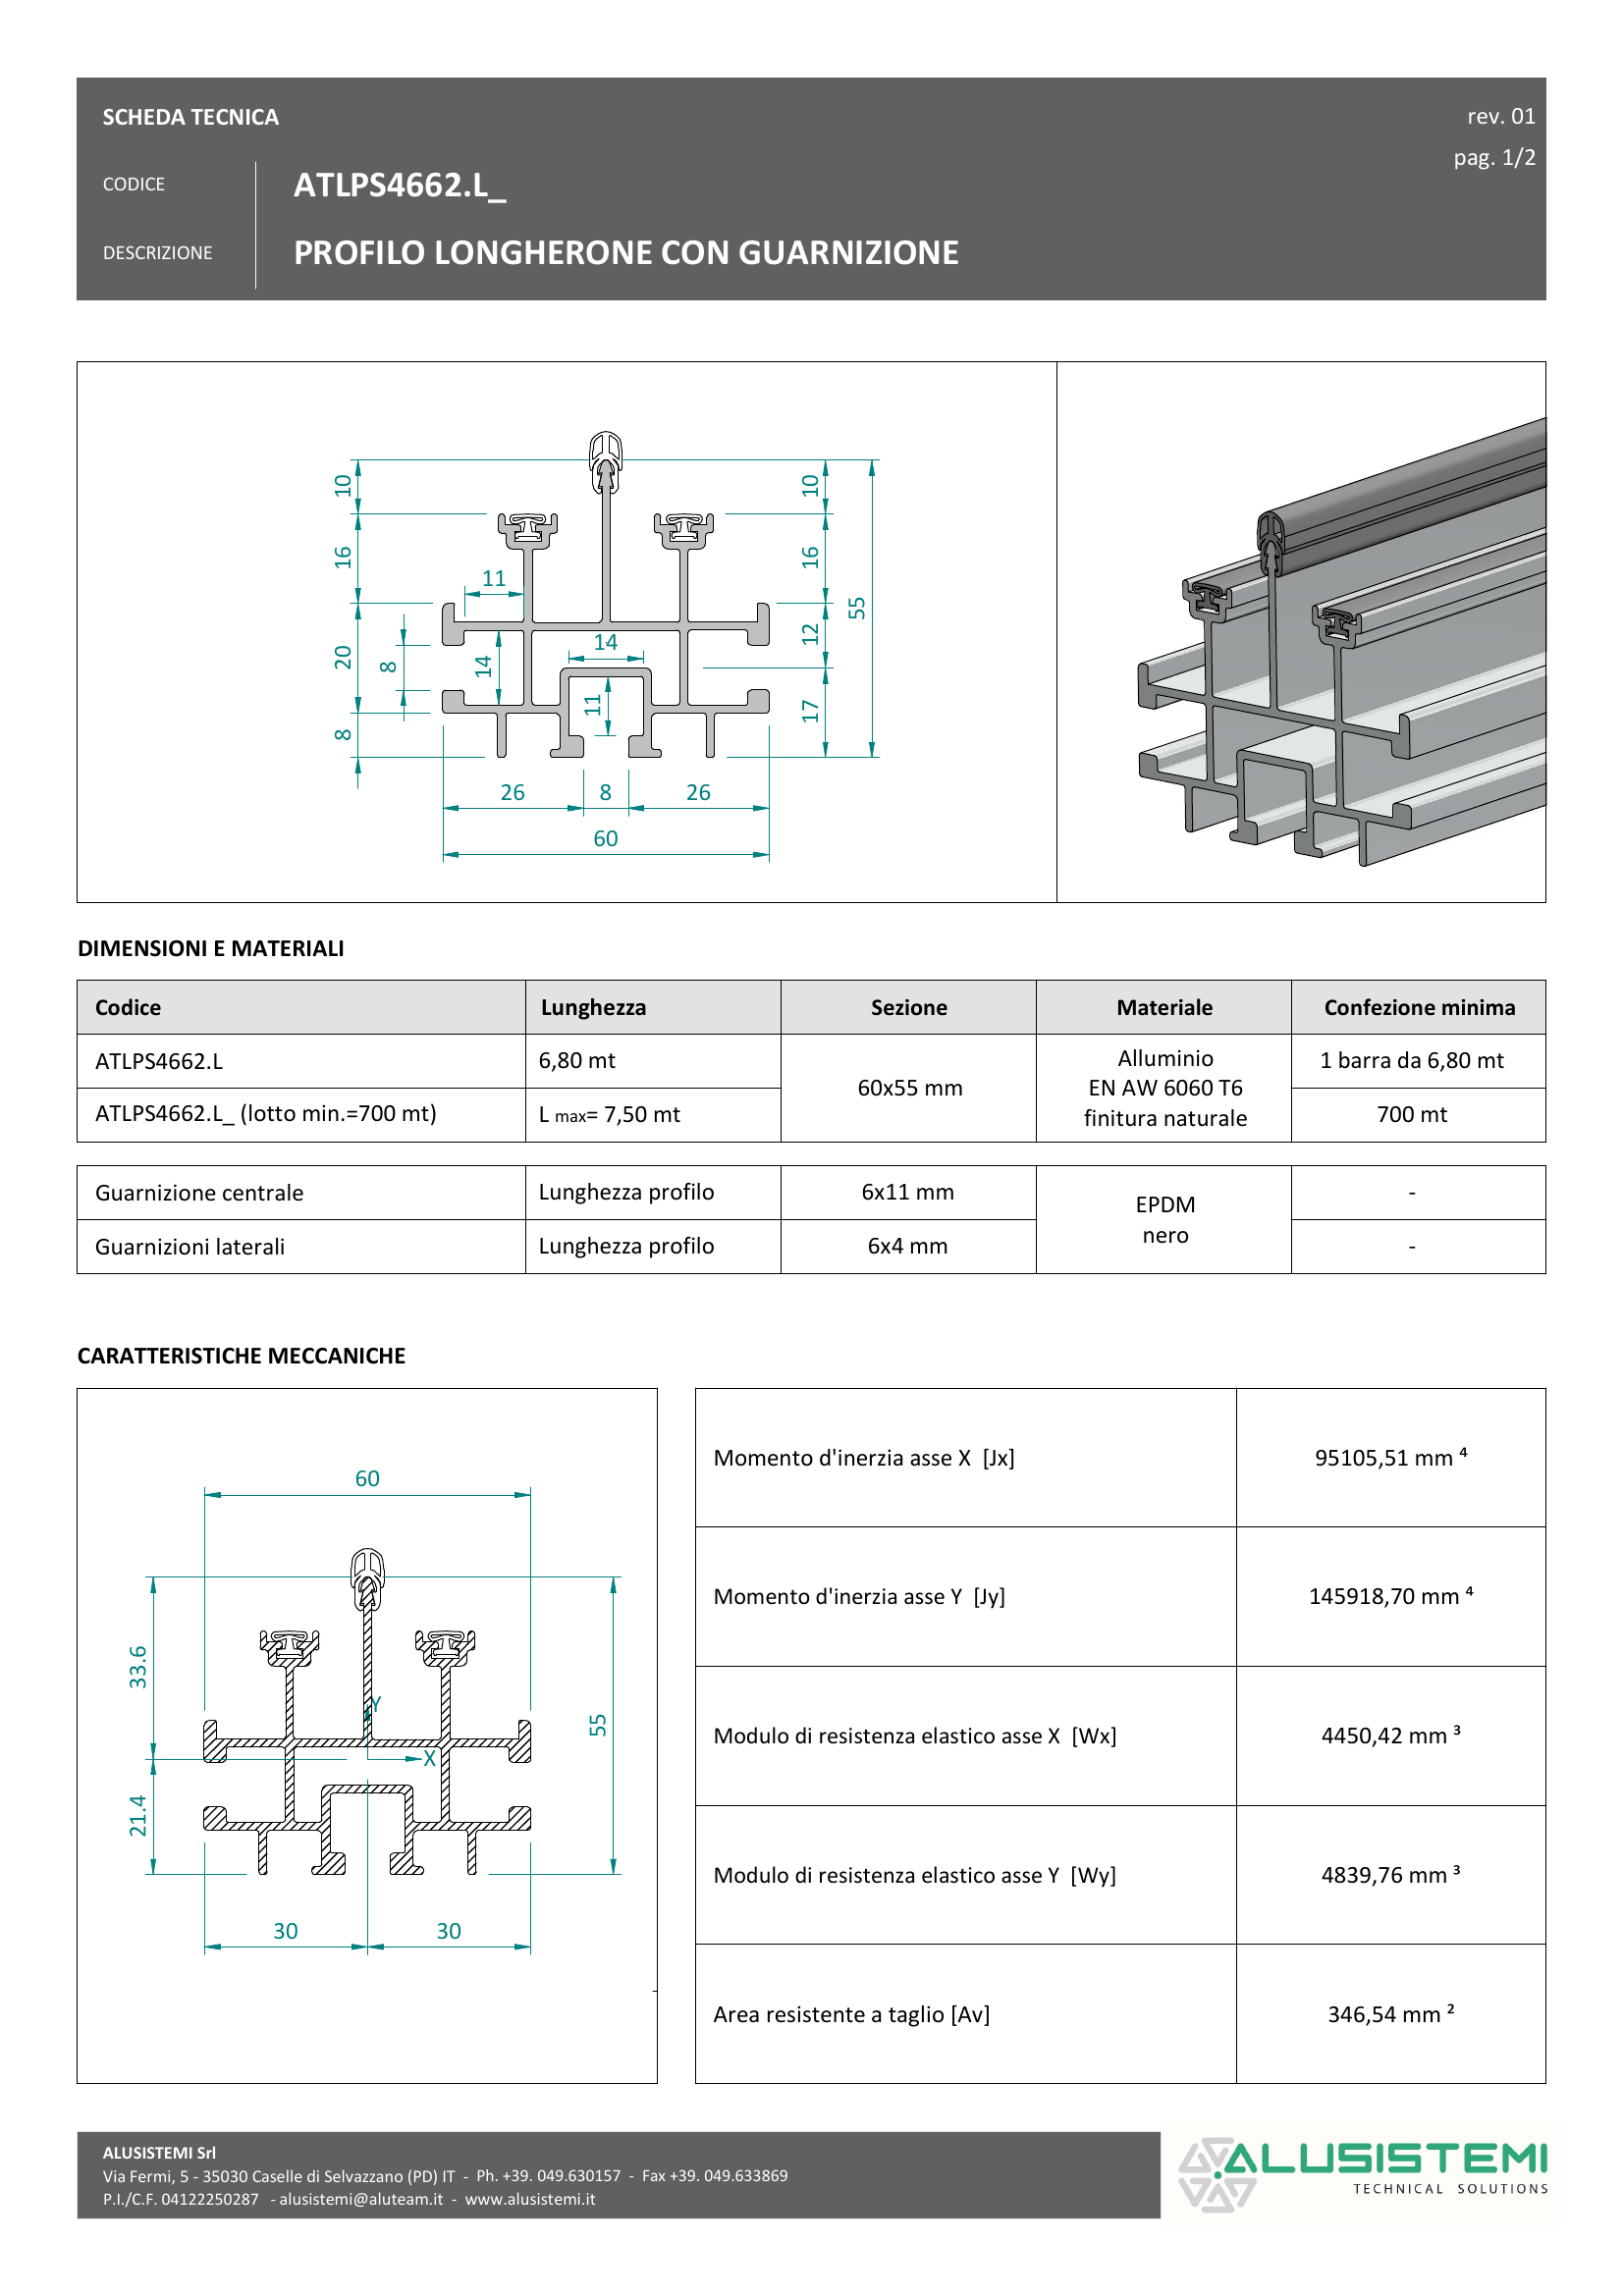 SCHEDA TECNICA
rev. 01
pag. 1/2
CODICE
ATLPS4662.L_
DESCRIZIONE
PROFILO LONGHERONE CON GUARNIZIONE
10
16
20
8
8
11
14
14
11
10
16
12
17
55
26
8
26
60
DIMENSIONI E MATERIALI
Codice
Lunghezza
Sezione
Materiale
Confezione minima
ATLPS4662.L
6,80 mt
60x55 mm
Alluminio
EN AW 6060 T6
finitura naturale
1 barra da 6,80 mt
ATLPS4662.L_ (lotto min.=700 mt)
L max= 7,50 mt
700 mt
Guarnizione centrale
Lunghezza profilo
6x11 mm
EPDM
nero
-
Guarnizioni laterali
Lunghezza profilo
6x4 mm
-
CARATTERISTICHE MECCANICHE
60
33.6
21.4
Y
X
55
30
30
Momento d'inerzia asse X [Jx]
95105,51 mm ⁴
Momento d'inerzia asse Y [Jy]
145918,70 mm ⁴
Modulo di resistenza elastico asse X [Wx]
4450,42 mm ³
Modulo di resistenza elastico asse Y [Wy]
4839,76 mm ³
Area resistente a taglio [Av]
346,54 mm ²
ALUSISTEMI Srl
Via Fermi, 5 - 35030 Caselle di Selvazzano (PD) IT - Ph. +39. 049.630157 - Fax +39. 049.633869
P.I./C.F. 04122250287 - alusistemi@aluteam.it - www.alusistemi.it
ALUSISTEMI
TECHNICAL SOLUTIONS